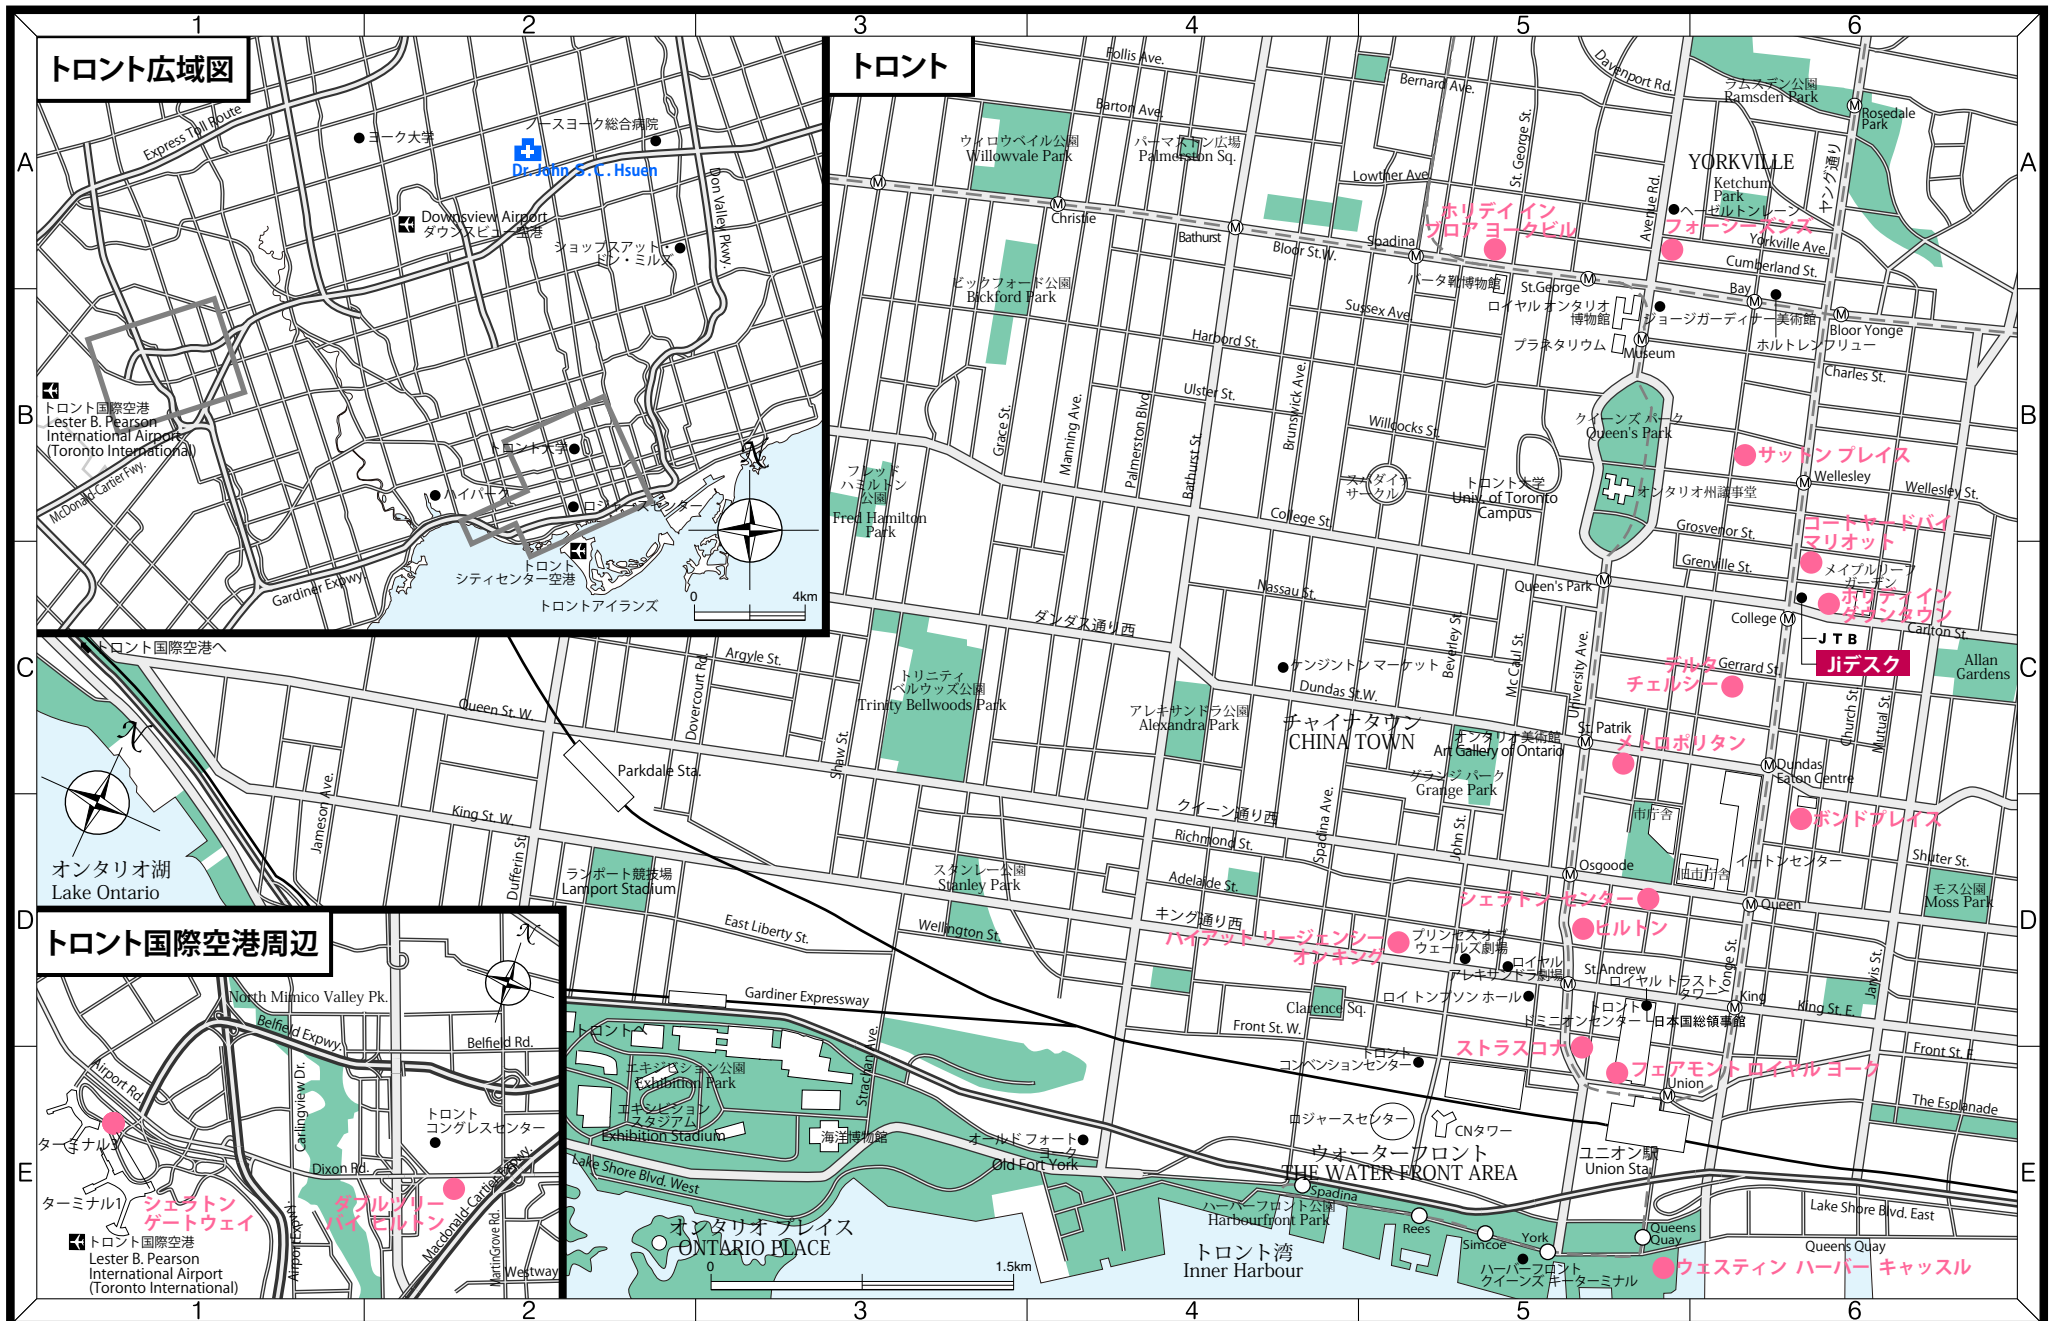 1
2
3
4
5
6
A
B
C
D
E
トロント広域図
Express Toll Route
ヨーク大学
ノースヨーク総合病院
Dr.John S.C.Hsuen
Don Valley Pkwy.
Downsview Airport
ダウンスビュー空港
ショップスアット・
ドン・ミルズ
トロント国際空港
Lester B. Pearson
International Airport
(Toronto International)
McDonald-Cartier Fwy.
トロント大学
ハイパーク
ロジャースセンター
Gardiner Expwy.
トロント
シティセンター空港
トロントアイランズ
N
0
4km
トロント
Follis Ave.
Barton Ave.
ウィロウベイル公園
Willowvale Park
パーマストン広場
Palmerston Sq.
Bernard Ave.
Davenport Rd.
ラムスデン公園
Ramsden Park
Rosedale
Park
St. George St.
Lowther Ave.
YORKVILLE
Ketchum
Park
ヤング通り
Avenue Rd.
ヘーゼルトンレーン
フォーシーズンズ
ホリデイ イン
ブロア ヨークビル
Yorkville Ave.
Cumberland St.
Christie
Bathurst
Bloor St.W.
Spadina
バータ靴博物館
St.George
Bay
ロイヤル オンタリオ
博物館
ジョージガーディナー美術館
Bloor Yonge
ビックフォード公園
Bickford Park
Sussex Ave.
Harbord St.
プラネタリウム
Museum
ホルトレンフリュー
Charles St.
Ulster St.
Grace St.
Manning Ave.
Palmerston Blvd.
Bathurst St.
Brunswick Ave.
Willcocks St.
クイーンズ パーク
Queen's Park
サットン プレイス
Wellesley
Wellesley St.
フレッド
ハミルトン
公園
Fred Hamilton
Park
スパダイナ
サークル
トロント大学
Univ. of Toronto
Campus
オンタリオ州議事堂
College St.
Grosvenor St.
Grenville St.
コートヤードバイ
マリオット
メイプルリーフ
ガーデン
Queen's Park
Nassau St.
ホリデイ イン
ダウンタウン
College
Carlton St.
JTB
Jiデスク
Allan
Gardens
ダンダス通り西
トロント国際空港へ
Argyle St.
Dovercourt Rd.
トリニティ
ベルウッズ公園
Trinity Bellwoods Park
ケンジントン マーケット
Beverley St.
Mc Caul St.
University Ave.
デルタ
チェルシー
Gerrard St.
Dundas St.W.
Queen St. W.
アレキサンドラ公園
Alexandra Park
チャイナタウン
CHINA TOWN
オンタリオ美術館
Art Gallery of Ontario
St. Patrik
メトロポリタン
Church St.
Mutual St.
N
Parkdale Sta.
Shaw St.
グランジ パーク
Grange Park
Dundas
Eaton Centre
Jameson Ave.
King St. W.
クイーン通り西
Richmond St.
Spadina Ave.
John St.
市庁舎
ボンドプレイス
オンタリオ湖
Lake Ontario
Dufferin St.
ランポート競技場
Lamport Stadium
スタンレー公園
Stanley Park
Adelaide St.
Osgoode
旧市庁舎
イートンセンター
Shuter St.
モス公園
Moss Park
シェラトン センター
Queen
East Liberty St.
Wellington St.
キング通り西
ハイアット リージェンシー
オン キング
プリンセス オブ
ウェールズ劇場
ヒルトン
ロイヤル
アレキサンドラ劇場
St.Andrew
ロイヤル トラスト
タワー
Yonge St.
Jarvis St.
トロント国際空港周辺
N
North Mimico Valley Pk.
Gardiner Expressway
Clarence Sq.
ロイ トンプソン ホール
トロント
ドミニオンセンター
日本国総領事館
King
King St. E.
Belfield Expwy.
Belfield Rd.
トロントへ
Front St. W.
エキジビション公園
Exhibition Park
Strachan Ave.
トロント
コンベンションセンター
ストラスコナ
フェアモント ロイヤル ヨーク
Front St. E.
Airport Rd.
Carlingview Dr.
トロント
コングレスセンター
エキシビション
スタジアム
Exhibition Stadium
海洋博物館
Union
The Esplanade
ターミナル3
オールド フォート
ヨーク
Old Fort York
ロジャースセンター
CNタワー
Dixon Rd.
Lake Shore Blvd. West
ウォーターフロント
THE WATER FRONT AREA
ユニオン駅
Union Sta.
ターミナル1
シェラトン
ゲートウェイ
ダブルツリー
バイ ヒルトン
Macdonald-Cartier Frwy.
Airport Expwy.
MartinGrove Rd.
Westway
トロント国際空港
Lester B. Pearson
International Airport
(Toronto International)
オンタリオ プレイス
ONTARIO PLACE
0
1.5km
Spadina
ハーバーフロント公園
Harbourfront Park
Rees
Simcoe
York
Queens
Quay
Lake Shore Blvd. East
Queens Quay
トロント湾
Inner Harbour
ハーバーフロント
クイーンズ キーターミナル
ウェスティン ハーバー キャッスル
1
2
3
4
5
6
A
B
C
D
E